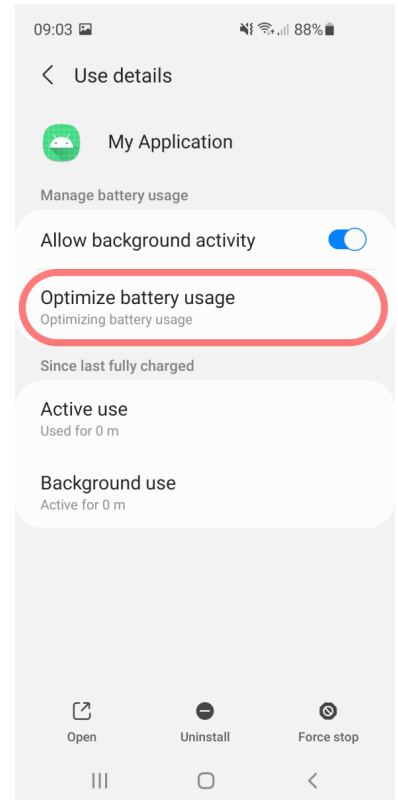 09:03 88%
Use details
My Application
Manage battery usage
Allow background activity
Optimize battery usage
Optimizing battery usage
Since last fully charged
Active use
Used for 0 m
Background use
Active for 0 m
Open Uninstall Force stop